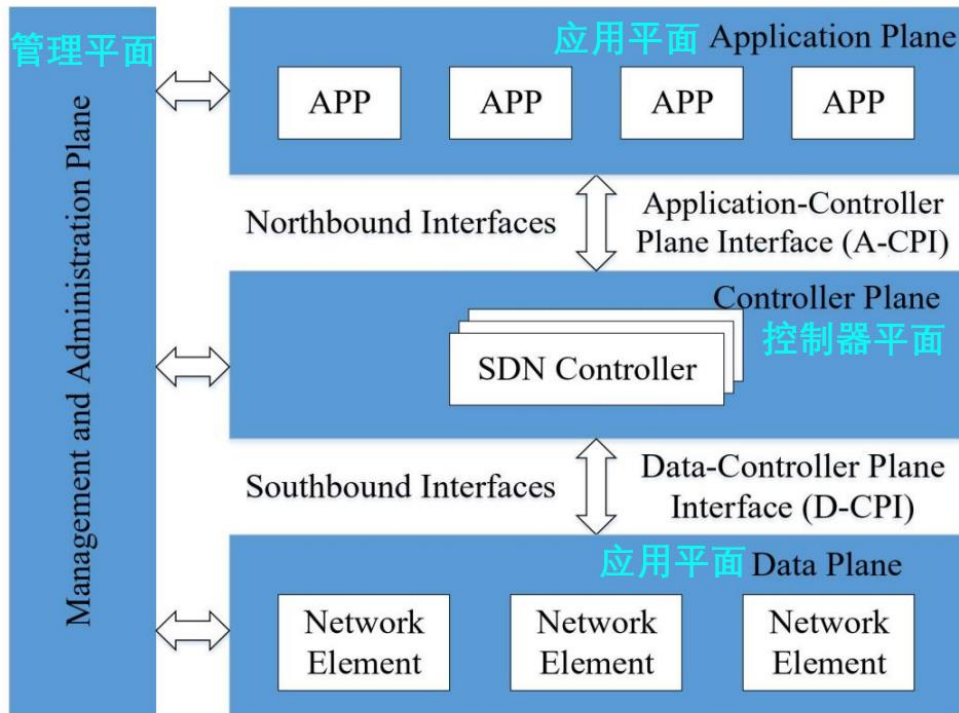 管理平面
Management and Administration Plane
应用平面 Application Plane
APP
APP
APP
APP
Northbound Interfaces
Application-Controller
Plane Interface (A-CPI)
Controller Plane
控制器平面
SDN Controller
Southbound Interfaces
Data-Controller Plane
Interface (D-CPI)
应用平面 Data Plane
Network
Element
Network
Element
Network
Element